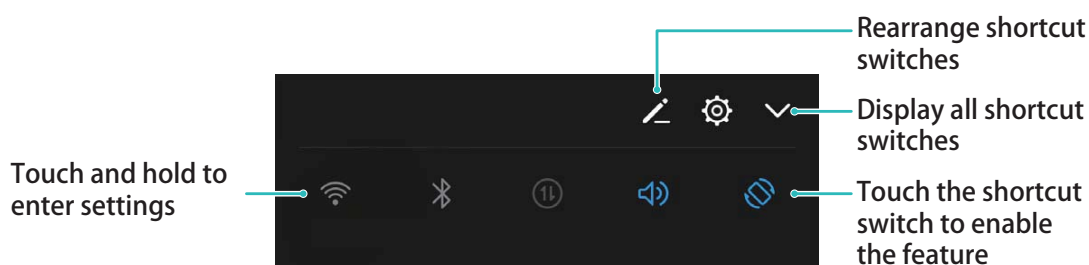 Rearrange shortcut
switches
Display all shortcut
switches
Touch and hold to
enter settings
Touch the shortcut
switch to enable
the feature